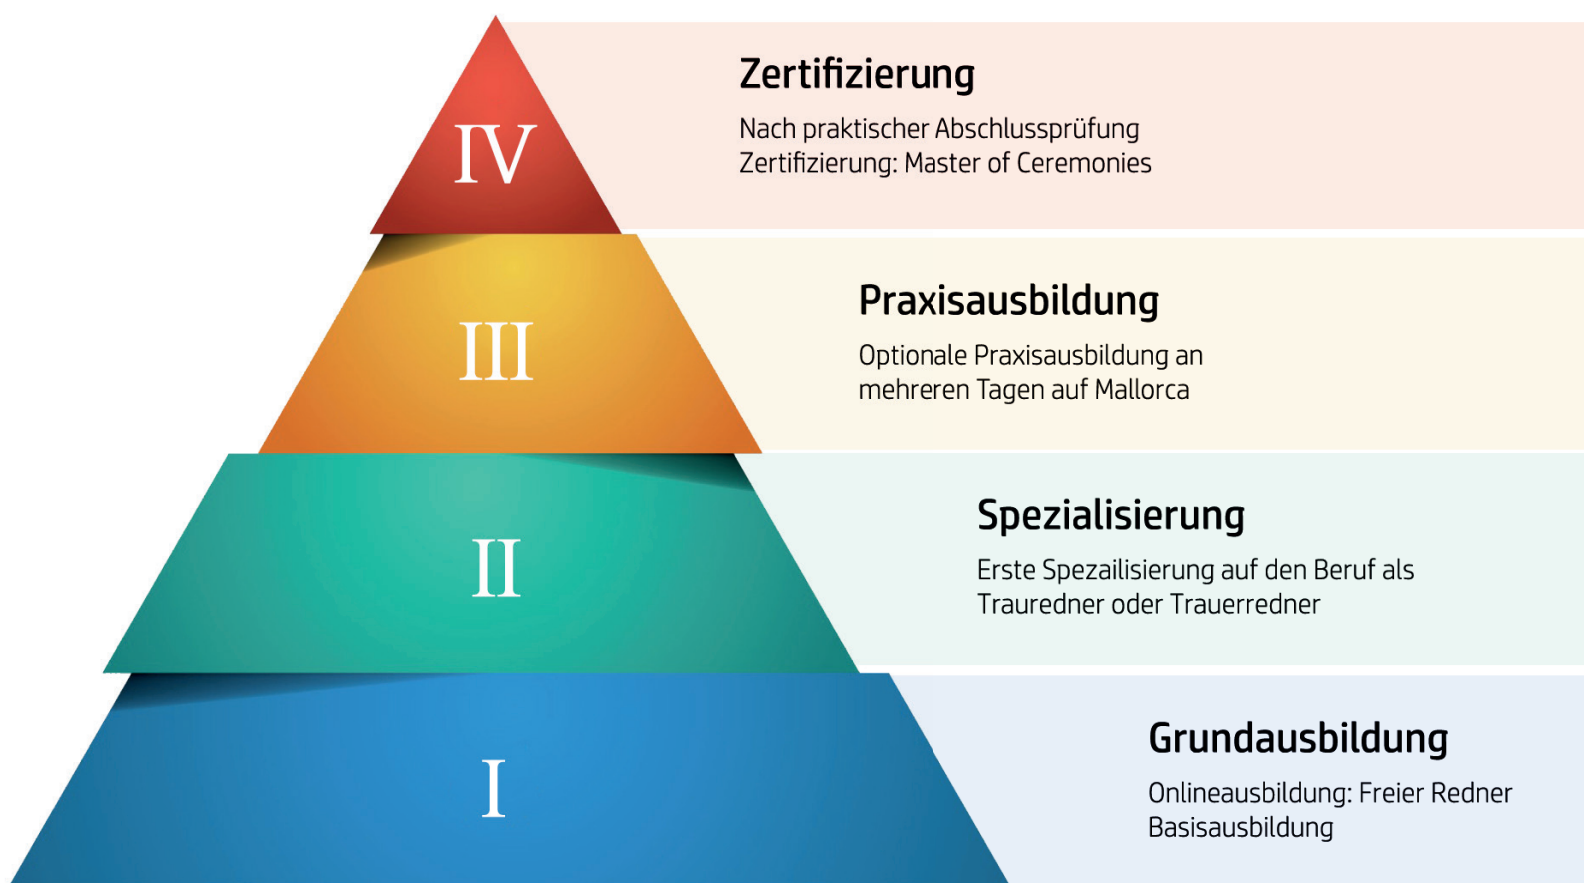 IV
Zertifizierung
Nach praktischer Abschlussprüfung
Zertifizierung: Master of Ceremonies
III
Praxisausbildung
Optionale Praxisausbildung an
mehreren Tagen auf Mallorca
II
Spezialisierung
Erste Spezailisierung auf den Beruf als
Trauredner oder Trauerredner
I
Grundausbildung
Onlineausbildung: Freier Redner
Basisausbildung